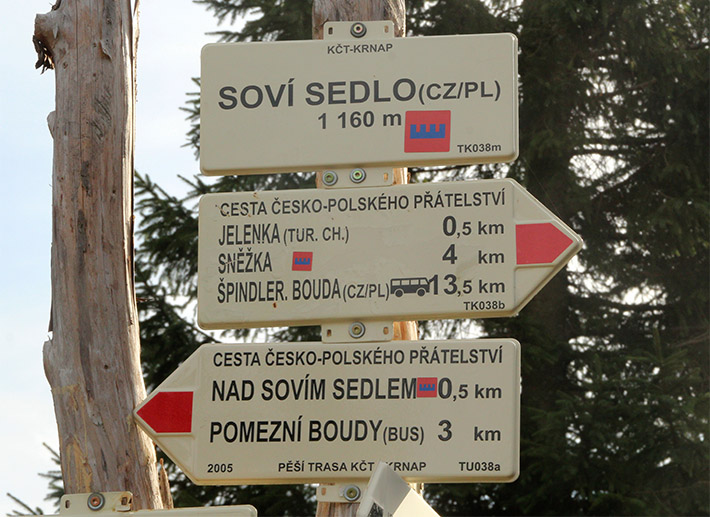 KČT-KRNAP
SOVÍ SEDLO (CZ/PL)
1 160 m
TK038m
CESTA ČESKO-POLSKÉHO PŘÁTELSTVÍ
JELENKA (TUR. CH.) 0,5 km
SNĚŽKA 4 km
ŠPINDLER. BOUDA (CZ/PL) 13,5 km
TK038b
CESTA ČESKO-POLSKÉHO PŘÁTELSTVÍ
NAD SOVÍM SEDLEM 0,5 km
POMEZNÍ BOUDY (BUS) 3 km
2005 PĚŠÍ TRASA KČT - KRNAP TU038a